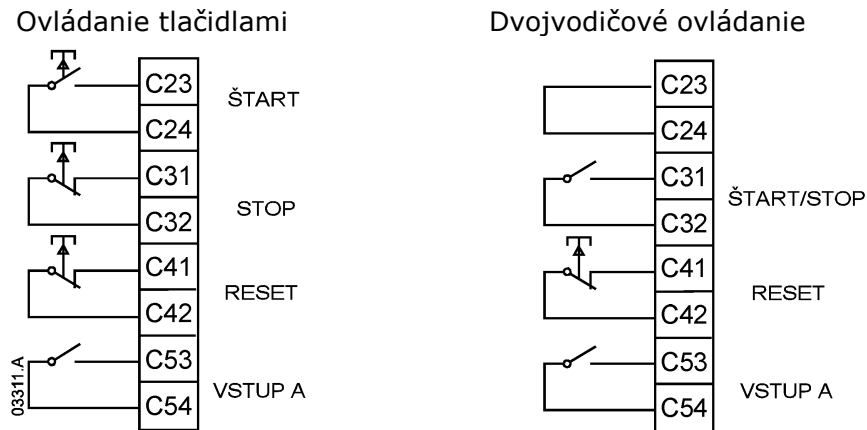 Ovládanie tlačidlami
C23
ŠTART
C24
C31
STOP
C32
C41
RESET
C42
C53
VSTUP A
C54
03311.A
Dvojvodičové ovládanie
C23
C24
C31
ŠTART/STOP
C32
C41
RESET
C42
C53
VSTUP A
C54